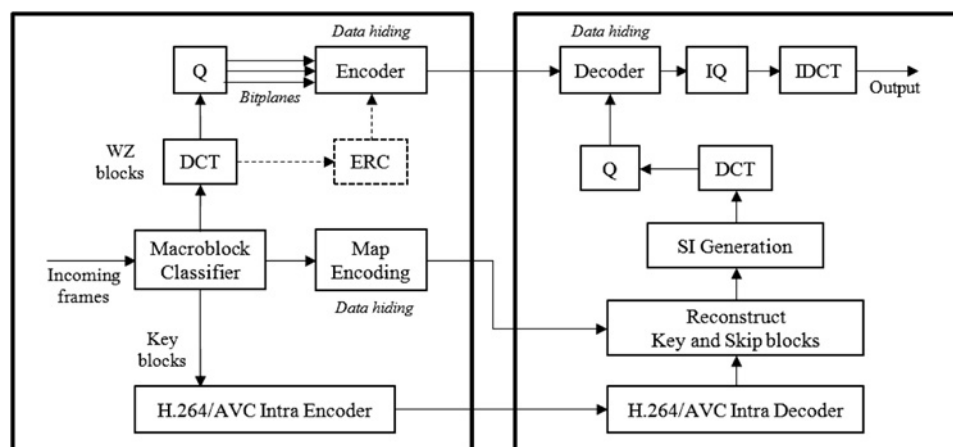 Data hiding
Q
Encoder
Bitplanes
WZ
blocks
DCT
ERC
Incoming
frames
Macroblock
Classifier
Map
Encoding
Data hiding
Key
blocks
H.264/AVC Intra Encoder
Data hiding
Decoder
IQ
IDCT
Output
Q
DCT
SI Generation
Reconstruct
Key and Skip blocks
H.264/AVC Intra Decoder